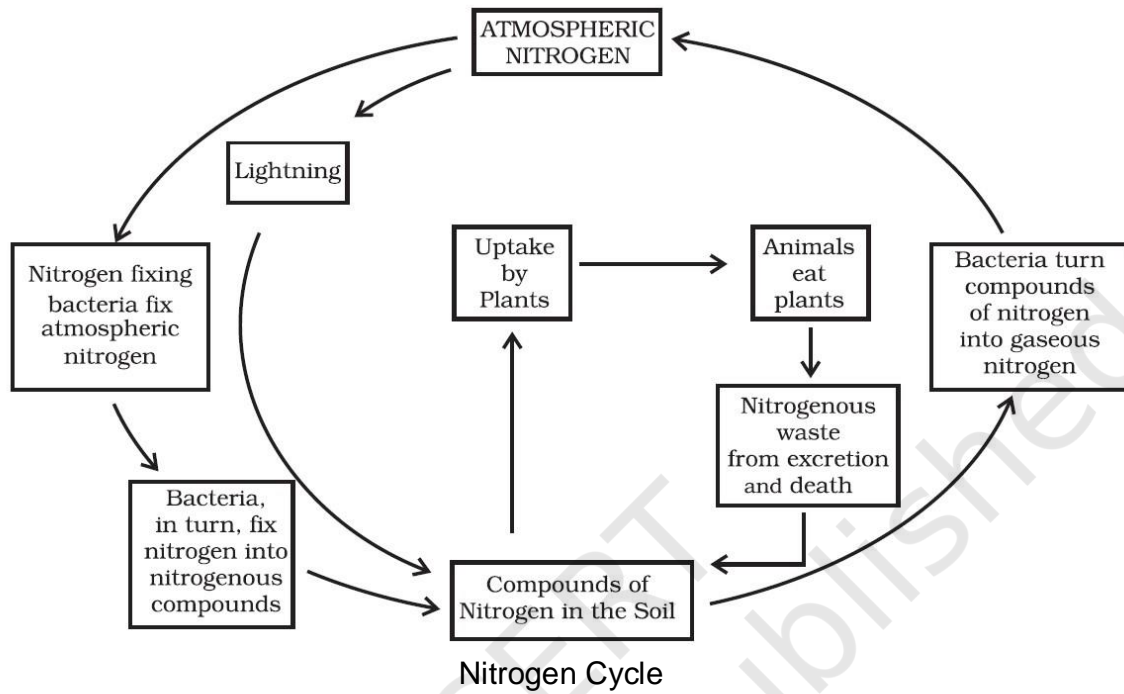 ATMOSPHERIC
NITROGEN
Lightning
Nitrogen fixing
bacteria fix
atmospheric
nitrogen
Uptake
by
Plants
Animals
eat
plants
Bacteria turn
compounds
of nitrogen
into gaseous
nitrogen
Nitrogenous
waste
from excretion
and death
Bacteria,
in turn, fix
nitrogen into
nitrogenous
compounds
Compounds of
Nitrogen in the Soil
Nitrogen Cycle